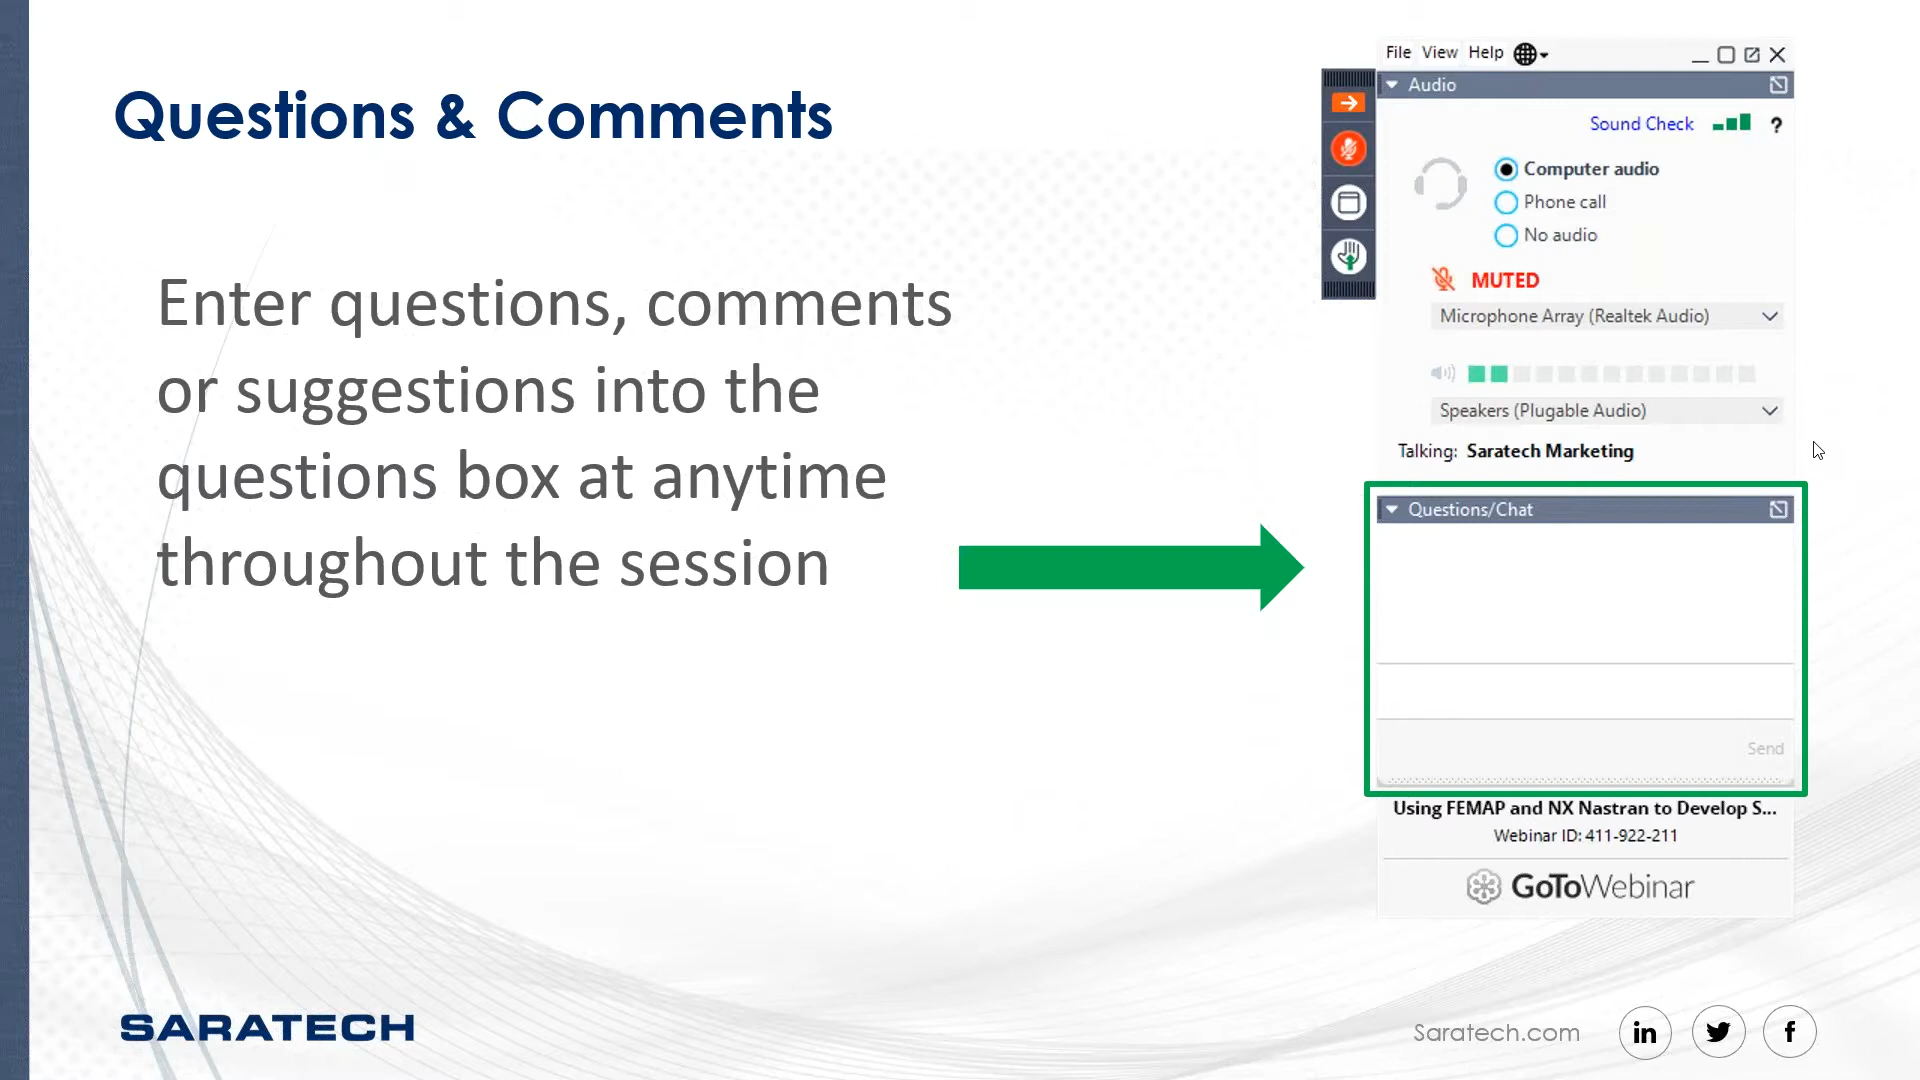 Questions & Comments
Enter questions, comments
or suggestions into the
questions box at anytime
throughout the session
File View Help
Audio
Sound Check ?
Computer audio
Phone call
No audio
MUTED
Microphone Array (Realtek Audio)
Speakers (Plugable Audio)
Talking: Saratech Marketing
Questions/Chat
Send
Using FEMAP and NX Nastran to Develop S...
Webinar ID: 411-922-211
GoToWebinar
SARATECH
Saratech.com in f